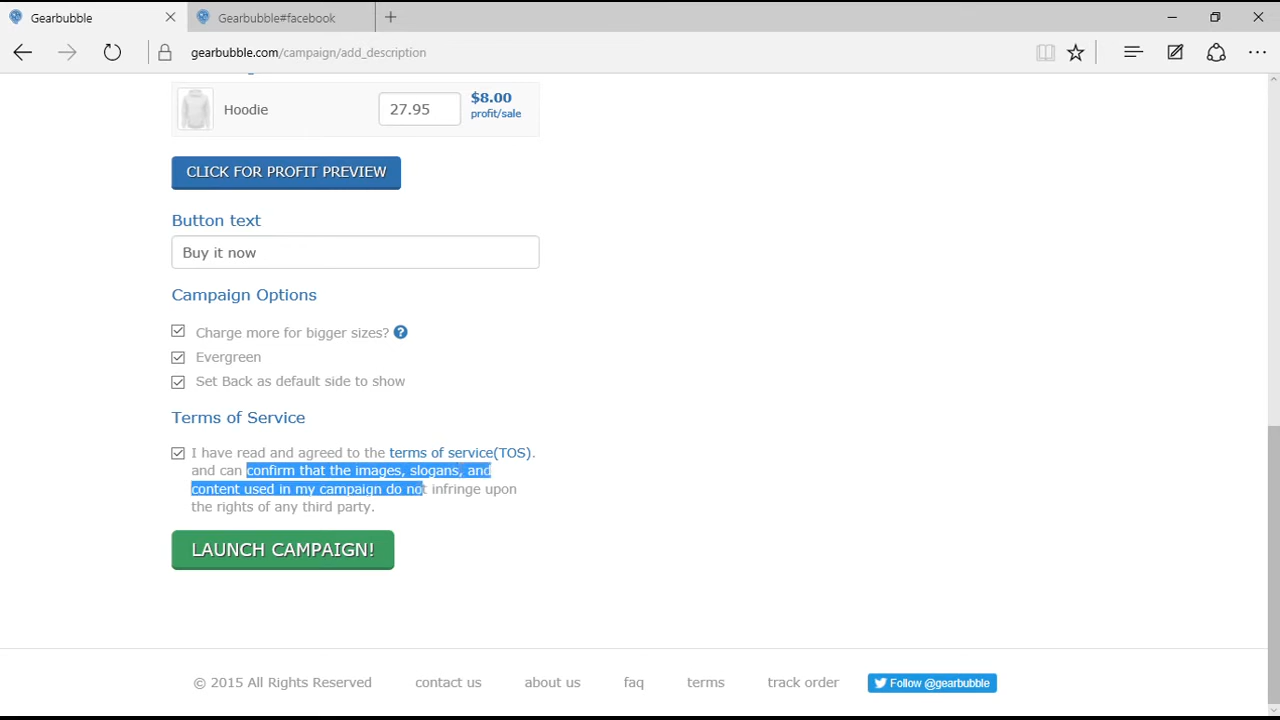 Gearbubble
Gearbubble#facebook
gearbubble.com/campaign/add_description
Hoodie
27.95
$8.00
profit/sale
CLICK FOR PROFIT PREVIEW
Button text
Buy it now
Campaign Options
Charge more for bigger sizes? ?
Evergreen
Set Back as default side to show
Terms of Service
I have read and agreed to the terms of service(TOS).
and can confirm that the images, slogans, and
content used in my campaign do not infringe upon
the rights of any third party.
LAUNCH CAMPAIGN!
© 2015 All Rights Reserved
contact us
about us
faq
terms
track order
Follow @gearbubble